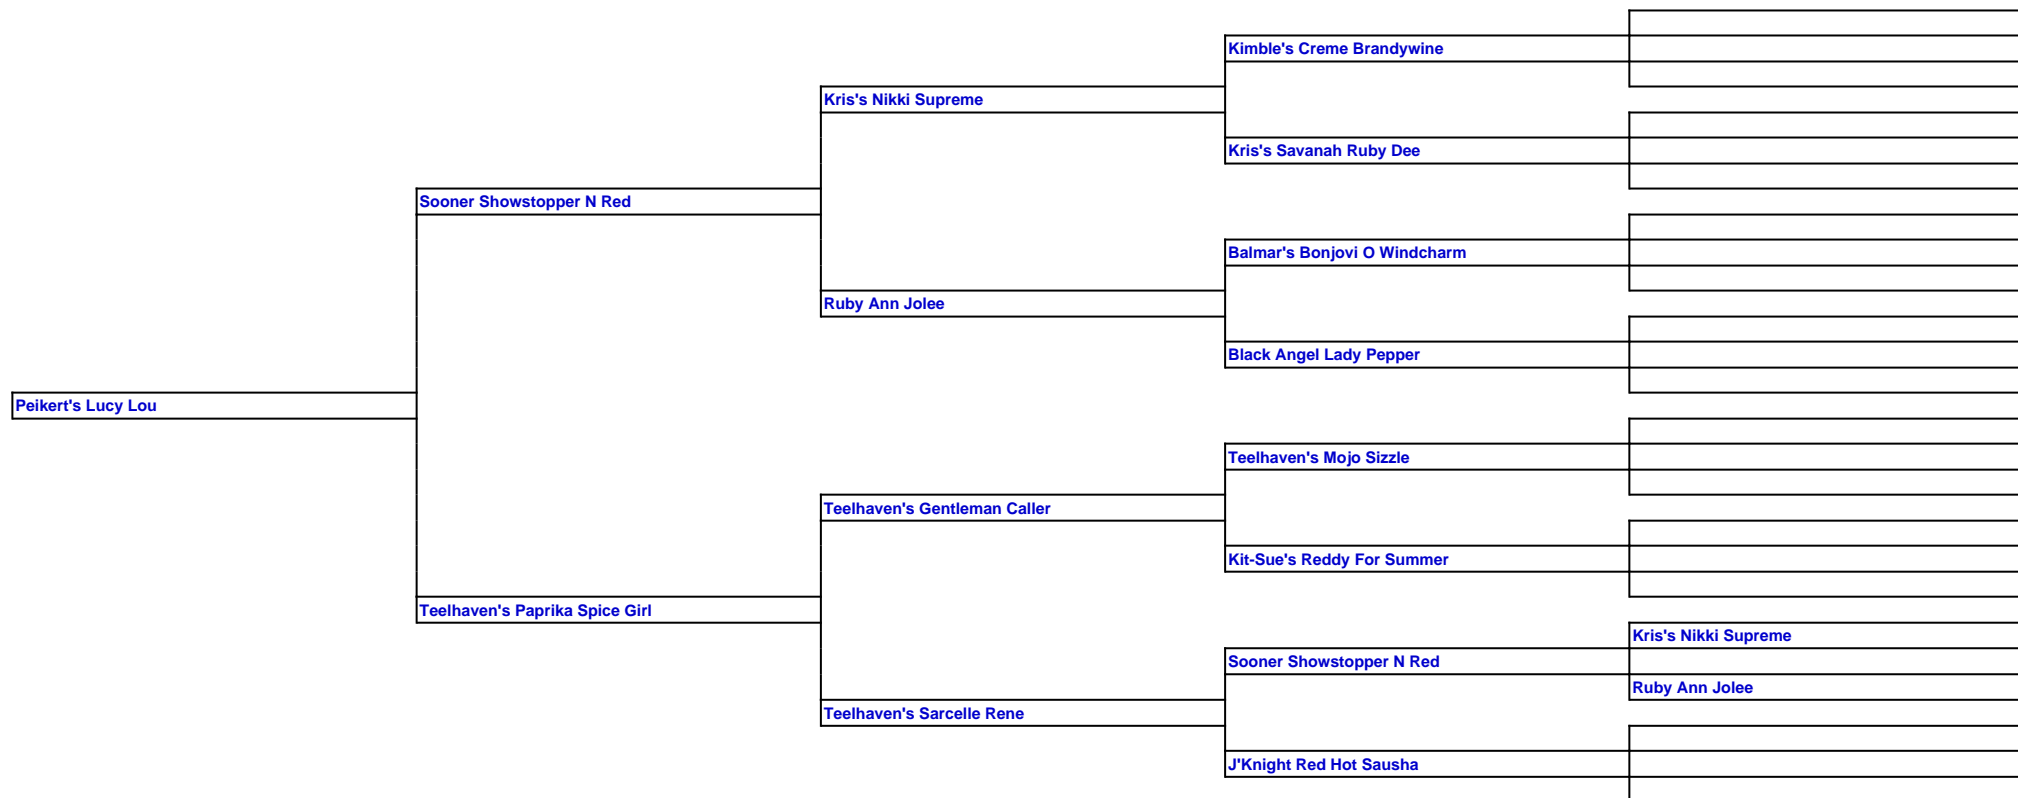 Kimble's Creme Brandywine
Kris's Nikki Supreme
Kris's Savanah Ruby Dee
Sooner Showstopper N Red
Balmar's Bonjovi O Windcharm
Ruby Ann Jolee
Black Angel Lady Pepper
Peikert's Lucy Lou
Teelhaven's Mojo Sizzle
Teelhaven's Gentleman Caller
Kit-Sue's Reddy For Summer
Teelhaven's Paprika Spice Girl
Kris's Nikki Supreme
Sooner Showstopper N Red
Ruby Ann Jolee
Teelhaven's Sarcelle Rene
J'Knight Red Hot Sausha